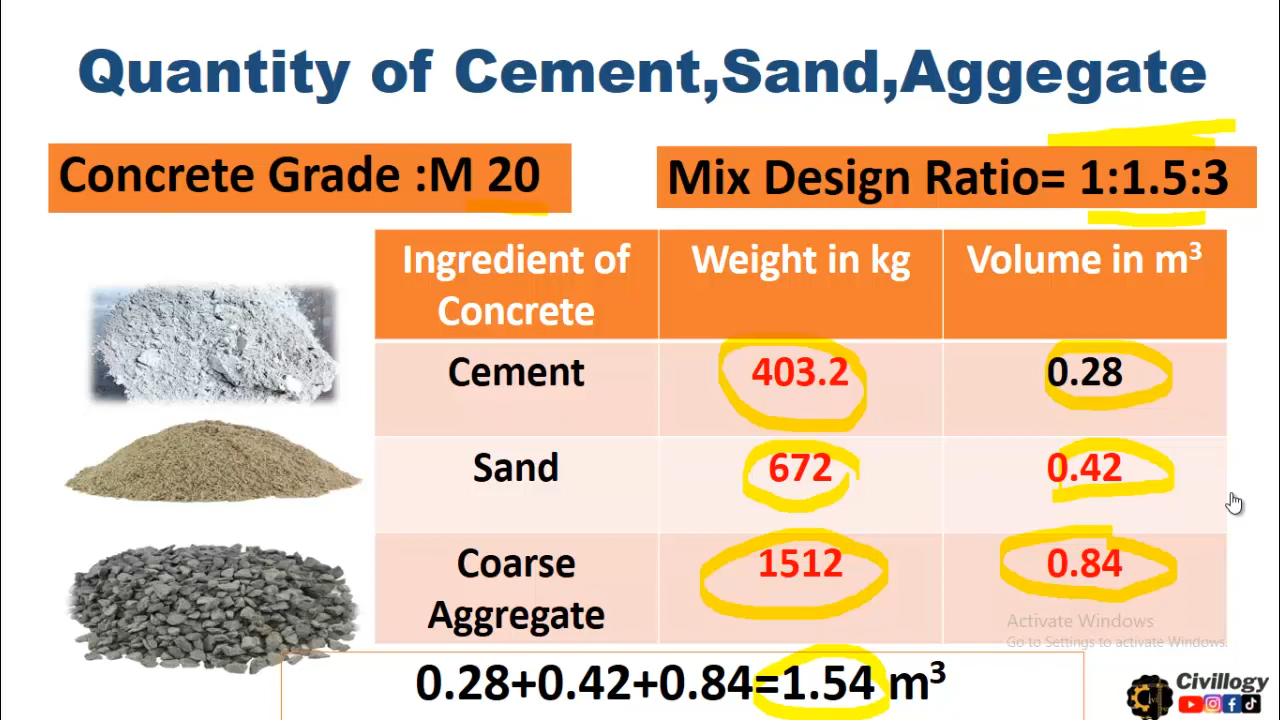 Quantity of Cement,Sand,Aggegate
Concrete Grade :M 20
Mix Design Ratio= 1:1.5:3
Ingredient of Concrete
Weight in kg
Volume in m³
Cement
403.2
0.28
Sand
672
0.42
Coarse Aggregate
1512
0.84
Activate Windows
Go to Settings to activate Windows.
0.28+0.42+0.84=1.54 m³
Civillogy